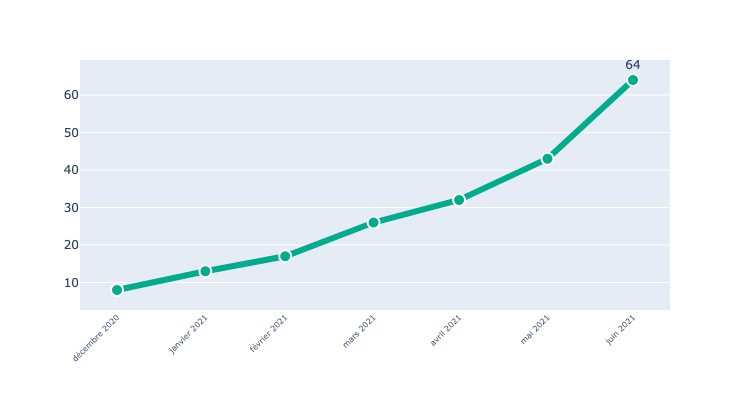 64
60
50
40
30
20
10
décembre 2020
janvier 2021
février 2021
mars 2021
avril 2021
mai 2021
juin 2021